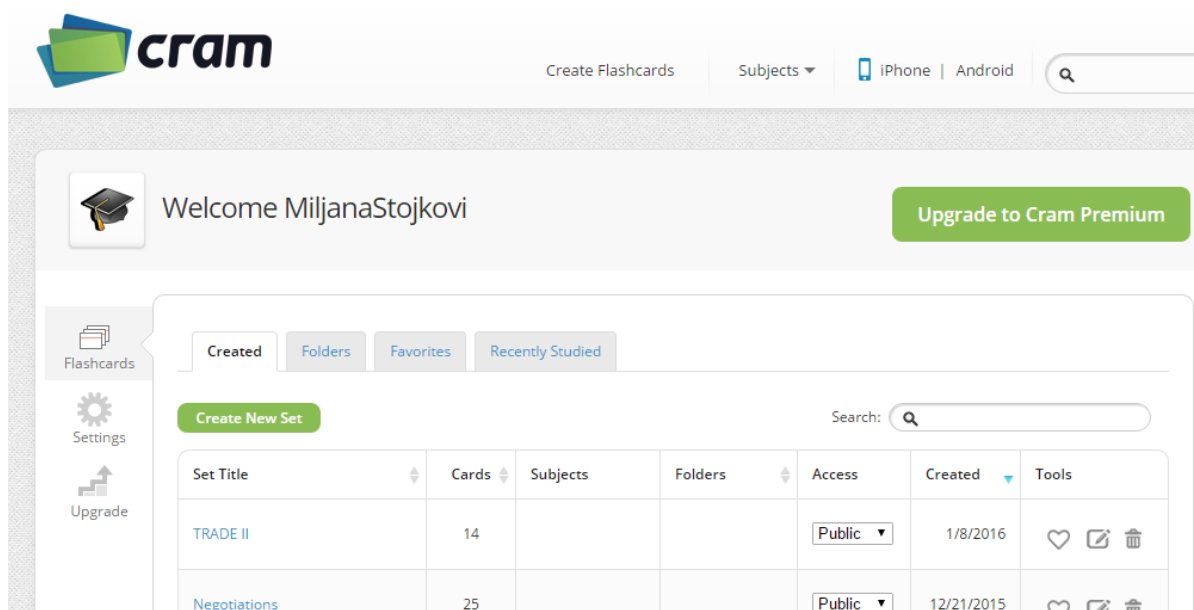 cram
Create Flashcards Subjects iPhone | Android
Welcome MiljanaStojkovi
Upgrade to Cram Premium
Flashcards
Settings
Upgrade
Created Folders Favorites Recently Studied
Create New Set Search:
Set Title Cards Subjects Folders Access Created Tools
TRADE II 14 Public 1/8/2016
Negotiations 25 Public 12/21/2015